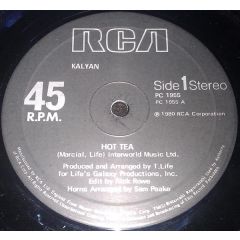 RCA
KALYAN
45
R.P.M.
Side 1 Stereo
PC 1955
PC 1955 A
℗ 1980 RCA Corporation
HOT TEA
(Marcial, Life) Interworld Music Ltd.
Produced and Arranged by T.Life
for Life's Galaxy Productions, Inc.
Edit by Rick Rowe
Horns Arranged by Sam Peake